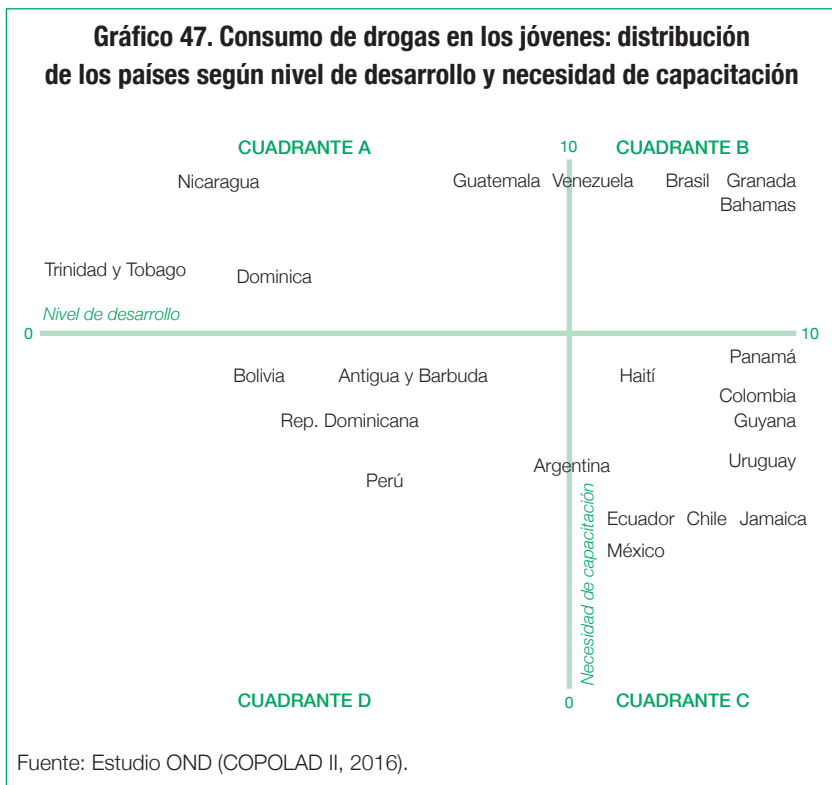 Gráfico 47. Consumo de drogas en los jóvenes: distribución
de los países según nivel de desarrollo y necesidad de capacitación
CUADRANTE A
10
CUADRANTE B
Nicaragua
Guatemala
Venezuela
Brasil
Granada
Bahamas
Trinidad y Tobago
Dominica
Nivel de desarrollo
0
10
Panamá
Bolivia
Antigua y Barbuda
Haití
Colombia
Rep. Dominicana
Guyana
Argentina
Uruguay
Perú
Necesidad de capacitación
Ecuador
Chile
Jamaica
México
CUADRANTE D
0
CUADRANTE C
Fuente: Estudio OND (COPOLAD II, 2016).